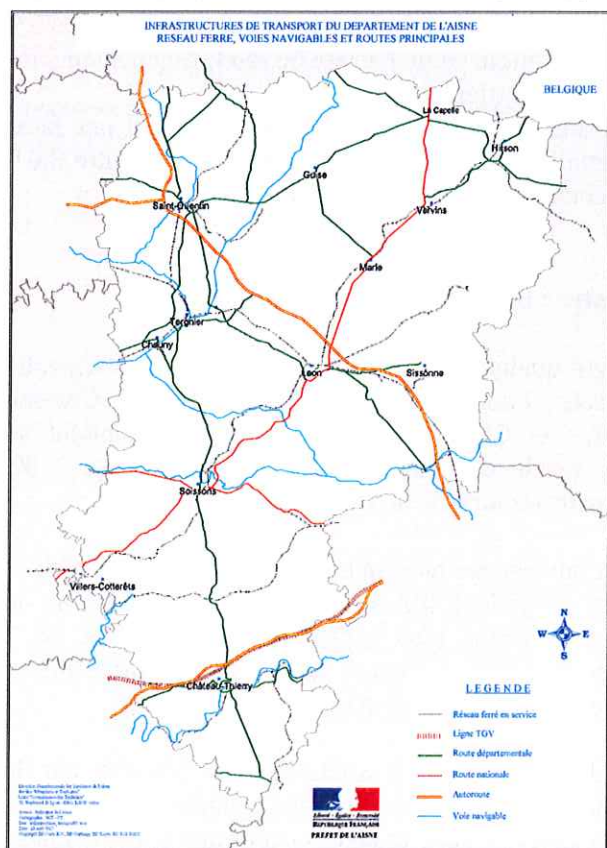 INFRASTRUCTURES DE TRANSPORT DU DEPARTEMENT DE L'AISNE
RESEAU FERRE, VOIES NAVIGABLES ET ROUTES PRINCIPALES
BELGIQUE
La Capelle
Hirson
Guise
Saint-Quentin
Vervins
Marle
Tergnier
Chauny
Laon
Sissonne
Soissons
Villers-Cotterêts
Château-Thierry
N
W
E
S
LEGENDE
Réseau ferré en service
Ligne TGV
Route départementale
Route nationale
Autoroute
Voie navigable
Liberté • Égalité • Fraternité
RÉPUBLIQUE FRANÇAISE
PRÉFET DE L'AISNE